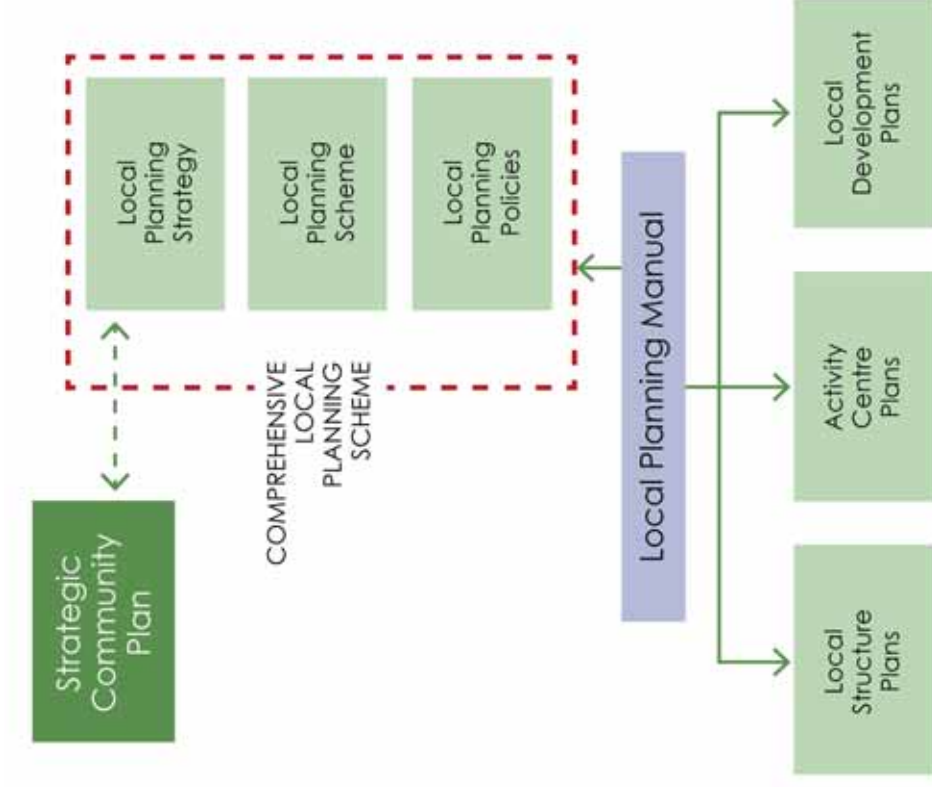 Strategic
Community
Plan
Local
Planning
Strategy
Local
Planning
Scheme
Local
Planning
Policies
COMPREHENSIVE
LOCAL
PLANNING
SCHEME
Local Planning Manual
Local
Structure
Plans
Activity
Centre
Plans
Local
Development
Plans